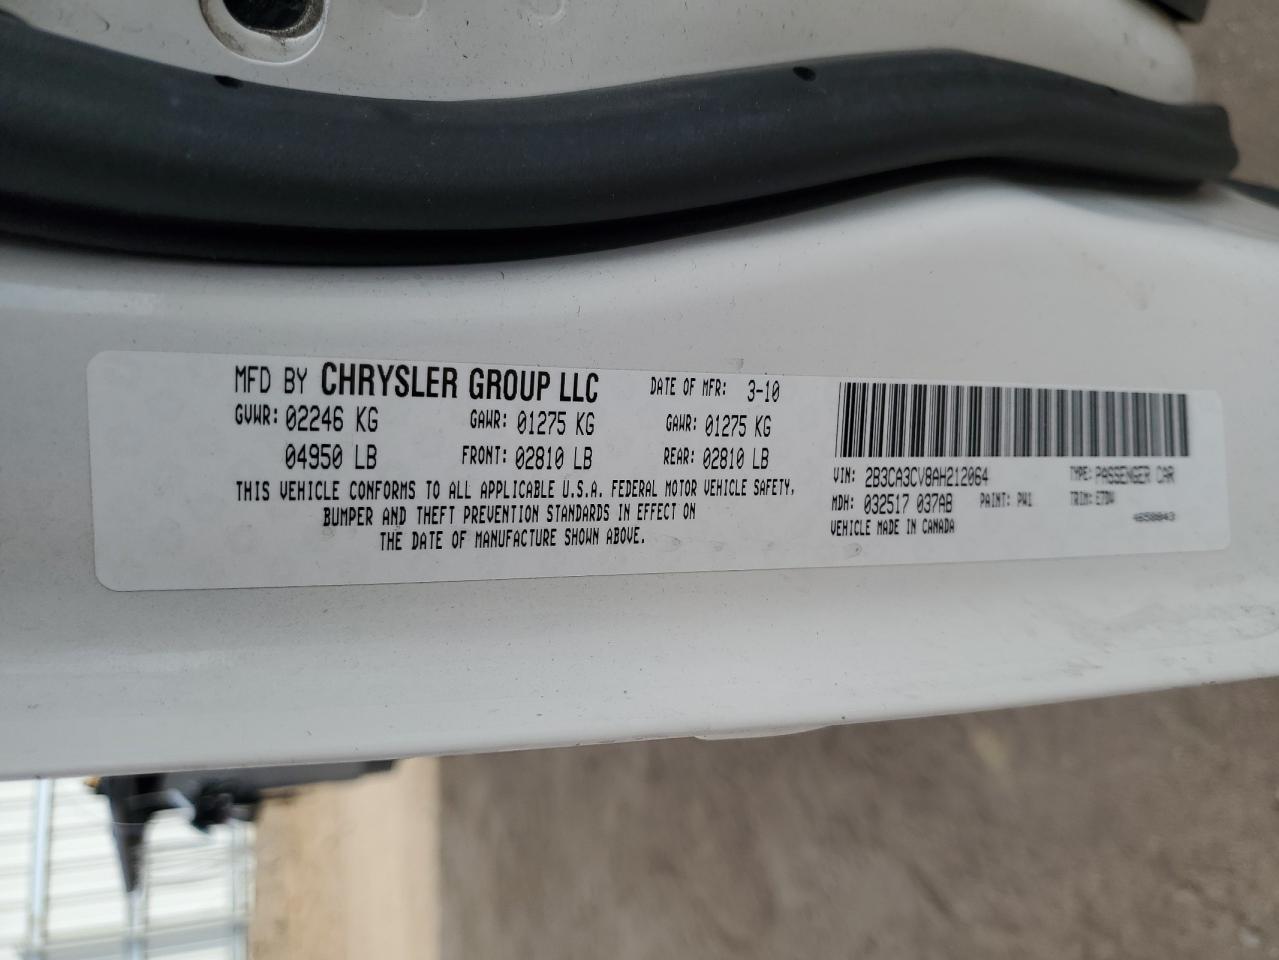 MFD BY CHRYSLER GROUP LLC DATE OF MFR: 3-10
GVWR: 02246 KG GAWR: 01275 KG GAWR: 01275 KG
04950 LB FRONT: 02810 LB REAR: 02810 LB
THIS VEHICLE CONFORMS TO ALL APPLICABLE U.S.A. FEDERAL MOTOR VEHICLE SAFETY,
BUMPER AND THEFT PREVENTION STANDARDS IN EFFECT ON
THE DATE OF MANUFACTURE SHOWN ABOVE.
VIN: 2B3CA3CV8AH212064 TYPE: PASSENGER CAR
MDH: 032517 037AB PAINT: PW1 TRIM:
VEHICLE MADE IN CANADA